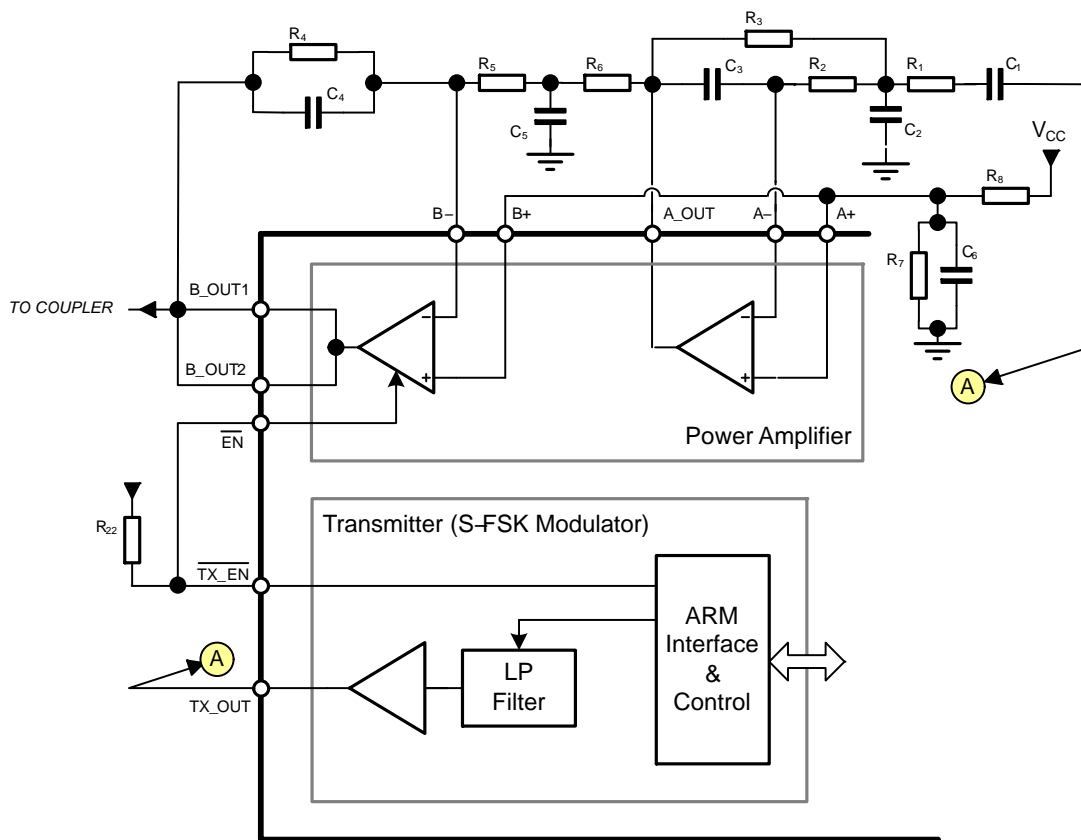 R3
R4
R5
R6
C3
R2
R1
C1
C4
C5
C2
VCC
R8
B–
B+
A_OUT
A–
A+
R7
C6
B_OUT1
TO COUPLER
B_OUT2
A
EN
Power Amplifier
Transmitter (S–FSK Modulator)
R22
TX_EN
ARM
Interface
&
Control
A
LP
Filter
TX_OUT
– 
+
–
+